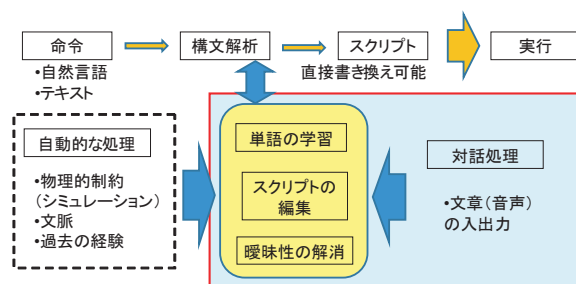 命令
構文解析
スクリプト
実行
•自然言語
•テキスト
直接書き換え可能
自動的な処理
•物理的制約
(シミュレーション)
•文脈
•過去の経験
単語の学習
スクリプトの
編集
曖昧性の解消
対話処理
•文章(音声)
の入出力